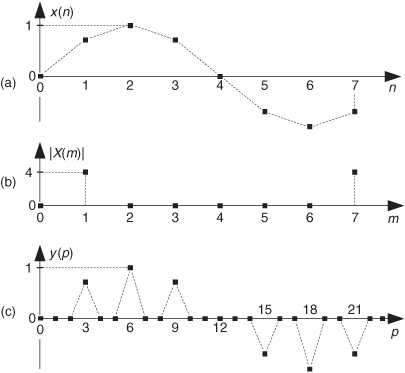 x(n)
1
(a)
0
0 1 2 3 4 5 6 7 n
|X(m)|
4
(b)
0
0 1 2 3 4 5 6 7 m
y(p)
1
15 18 21
(c)
0
0 3 6 9 12 p